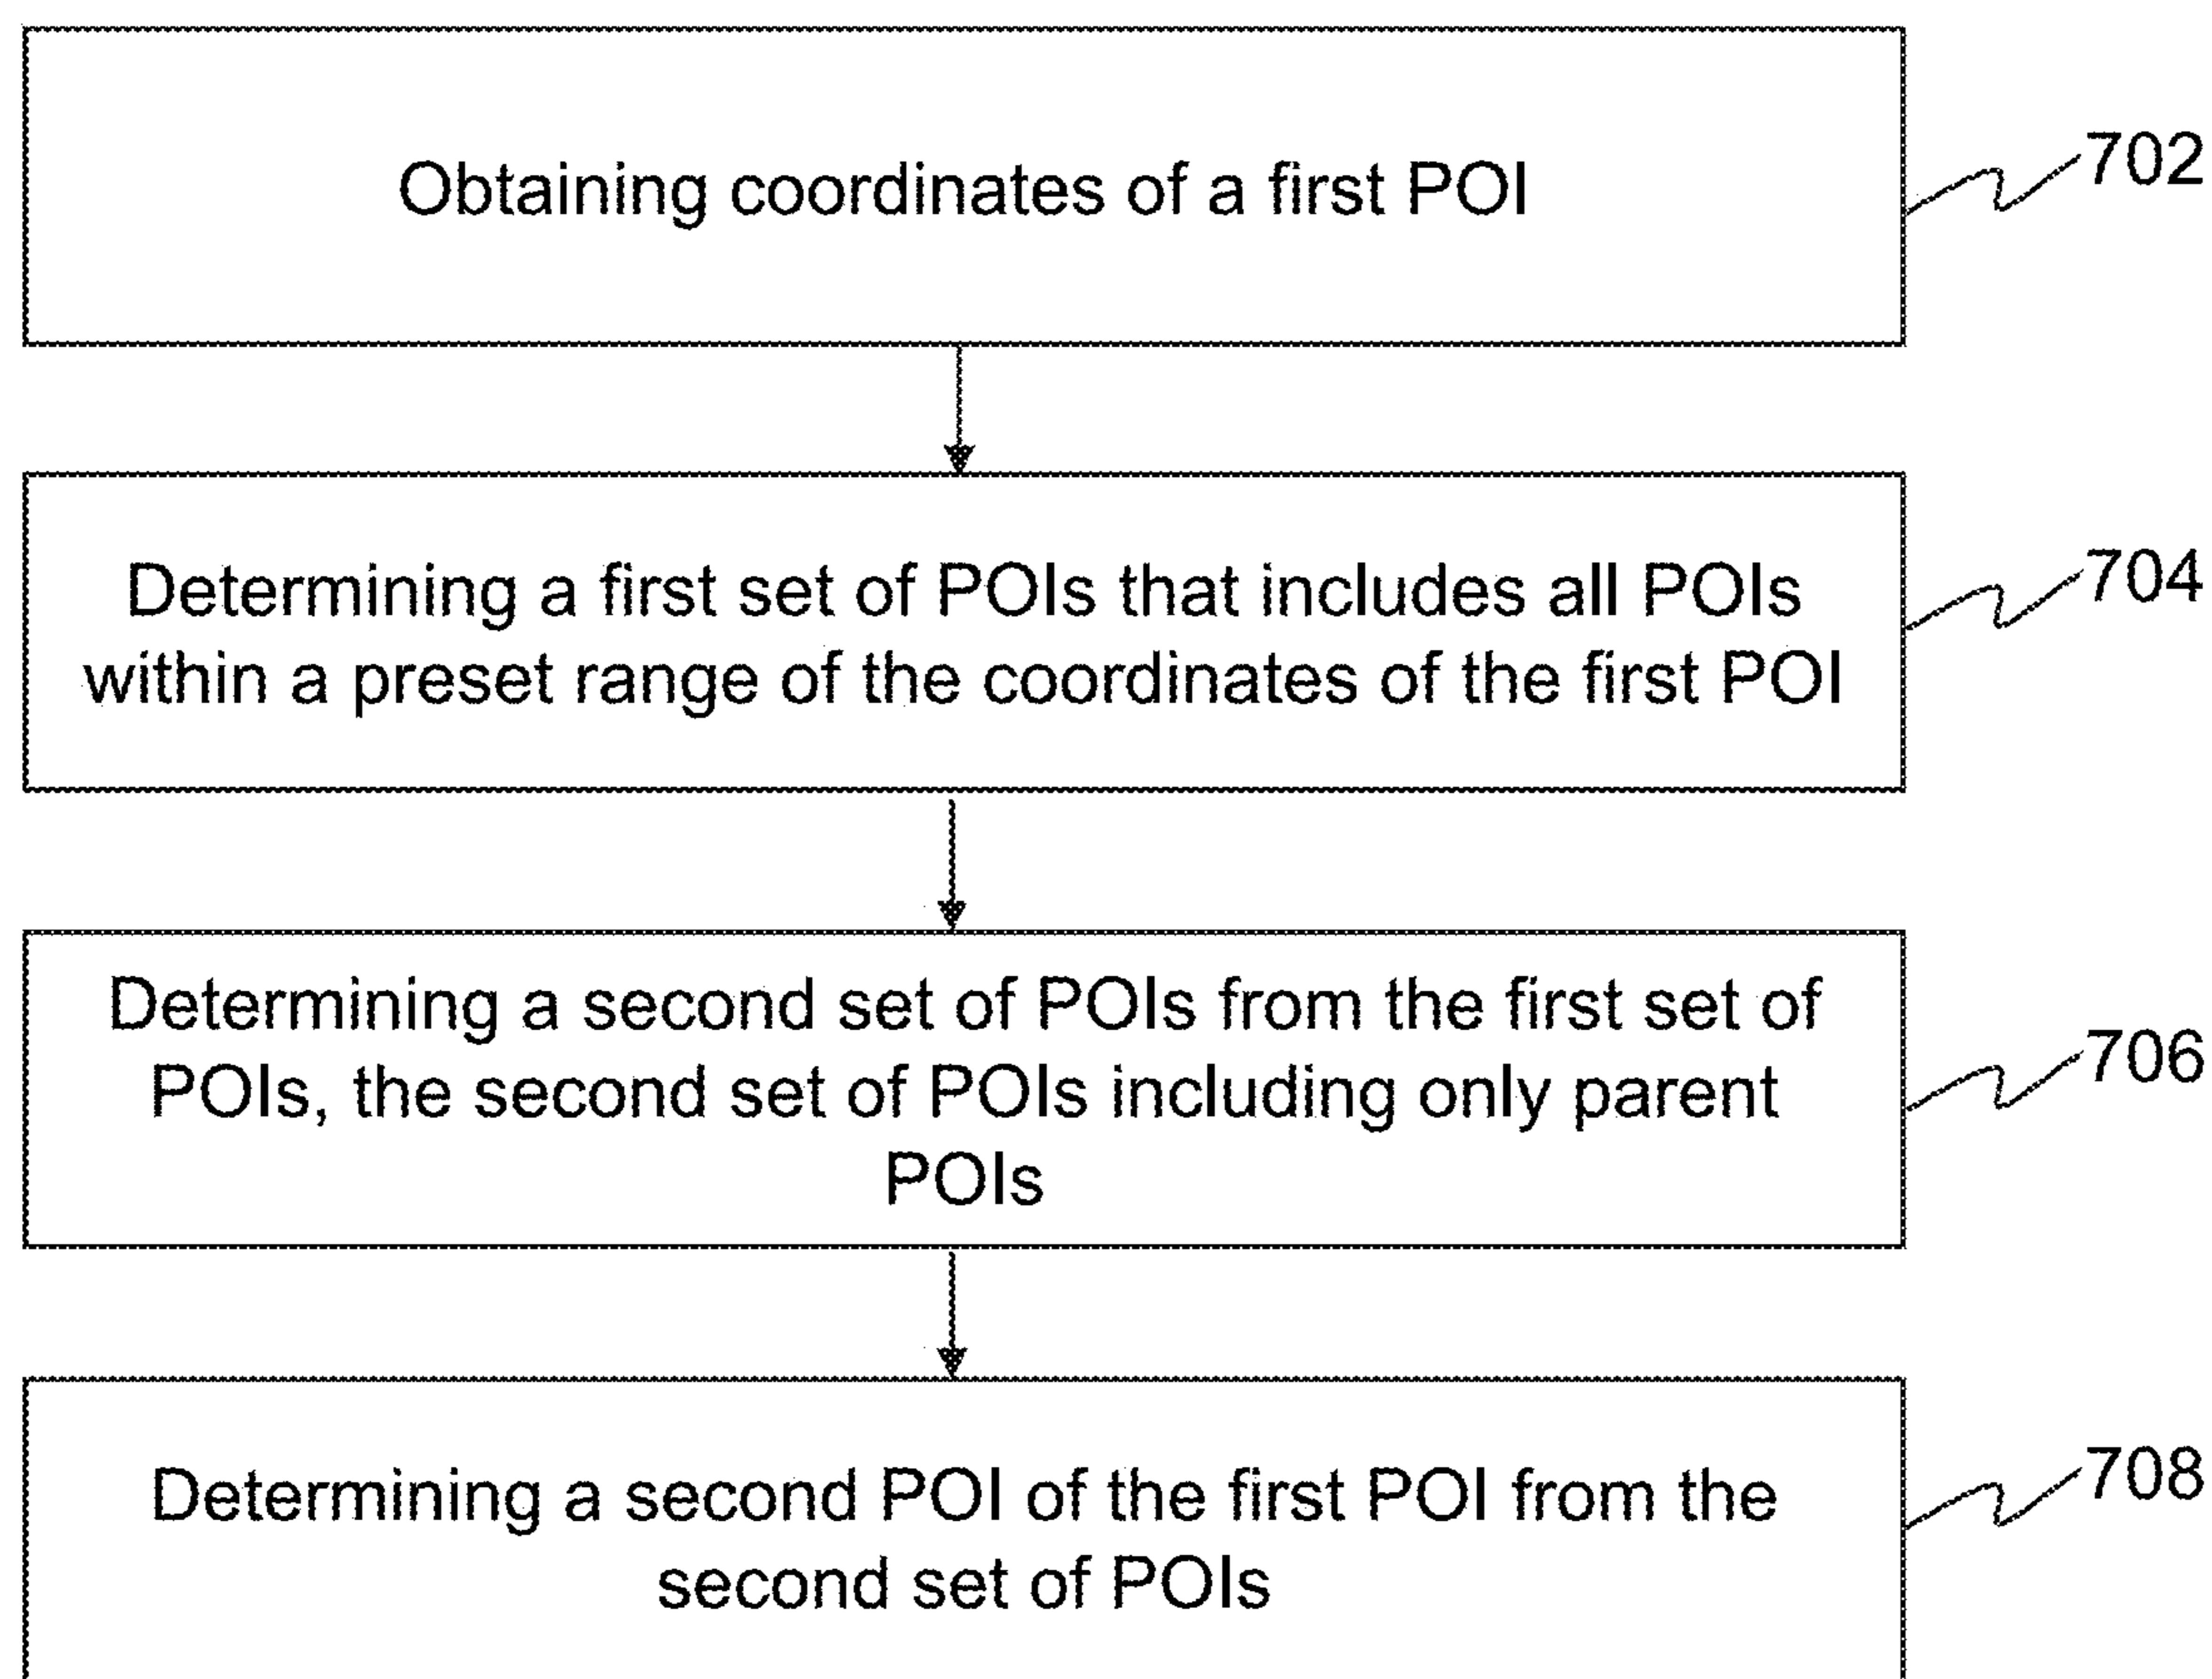 Obtaining coordinates of a first POI
702
Determining a first set of POIs that includes all POIs
within a preset range of the coordinates of the first POI
704
Determining a second set of POIs from the first set of
POIs, the second set of POIs including only parent
POIs
706
Determining a second POI of the first POI from the
second set of POIs
708